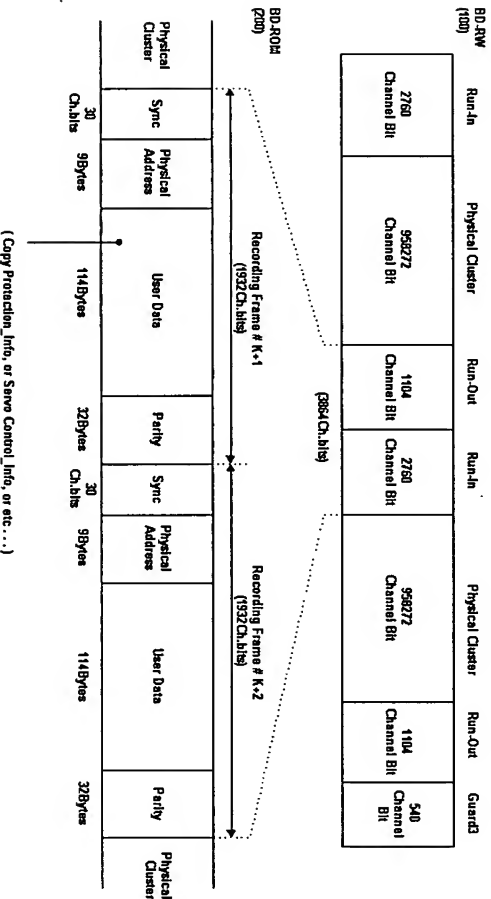 BD-RW
(100)
Run-In
Physical Cluster
Run-Out
Run-In
Physical Cluster
Run-Out
Guard3
2760
Channel Bit
958272
Channel Bit
1104
Channel Bit
2760
Channel Bit
958272
Channel Bit
1104
Channel Bit
540
Channel
Bit
(3864Ch.bits)
BD-ROM
(200)
Recording Frame # K+1
(1932Ch.bits)
Recording Frame # K+2
(1932Ch.bits)
Physical
Cluster
Sync
Physical
Address
User Data
Parity
Sync
Physical
Address
User Data
Parity
Physical
Cluster
30
Ch.bits
9Bytes
114Bytes
32Bytes
30
Ch.bits
9Bytes
114Bytes
32Bytes
( Copy Protaction_Info, or Servo Control_Info, or etc . . . )